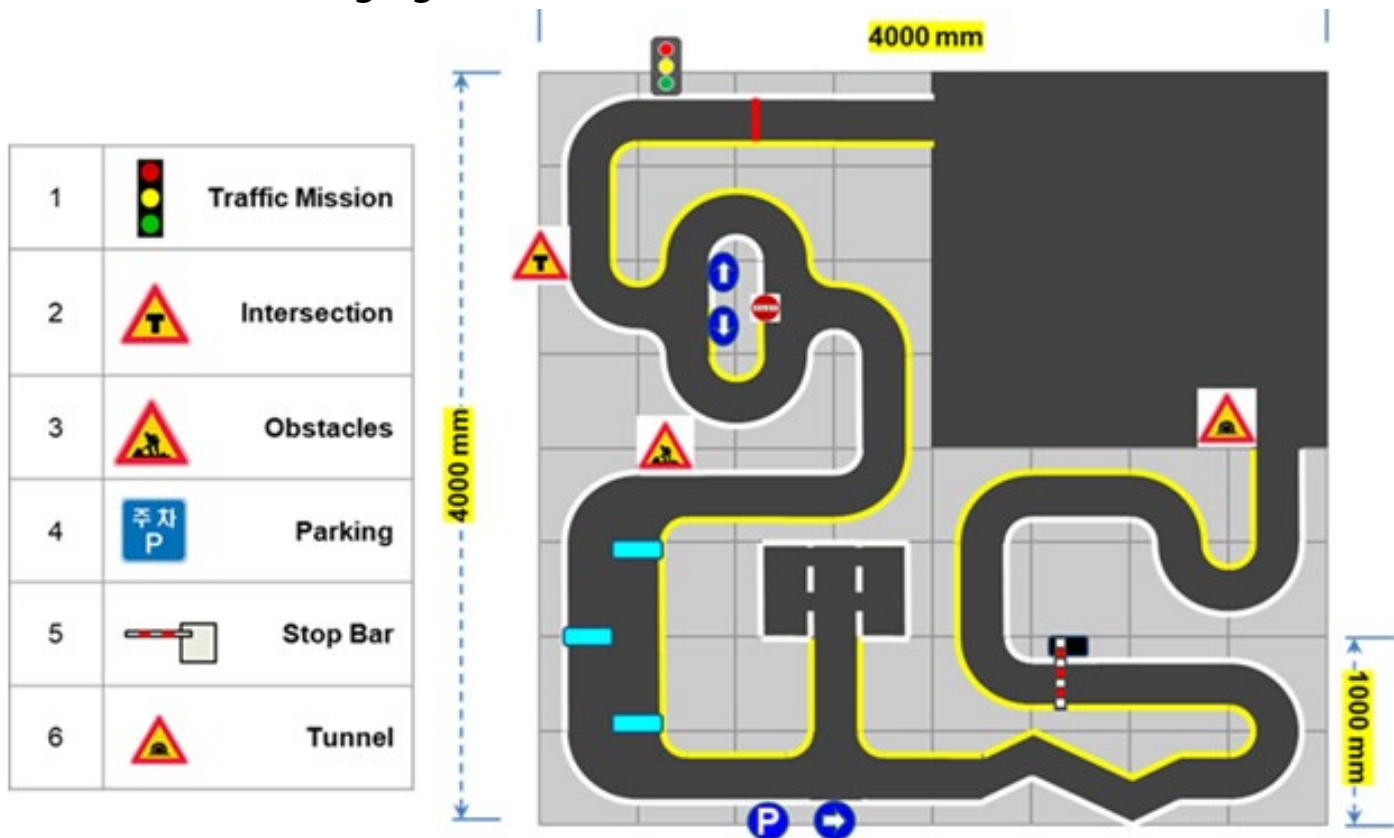 4000 mm
1 Traffic Mission
2 T Intersection
3 Obstacles
4 주차 P Parking
5 Stop Bar
6 Tunnel
4000 mm
T
1000 mm
P